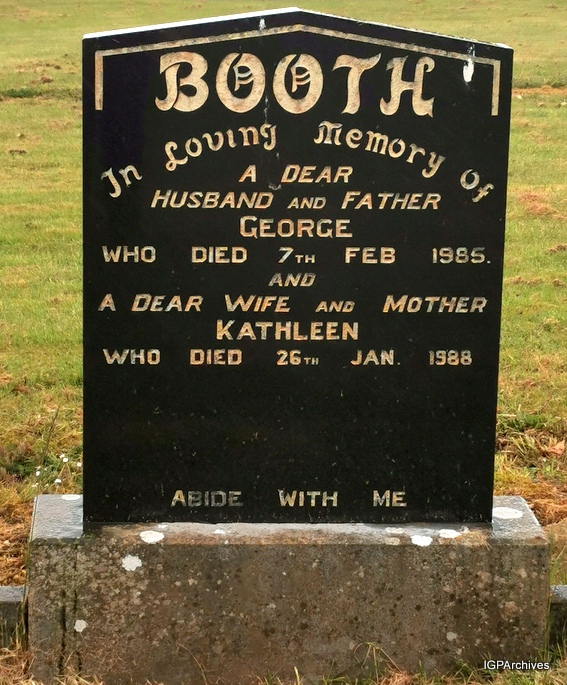 BOOTH
In Loving Memory of
A DEAR
HUSBAND AND FATHER
GEORGE
WHO DIED 7TH FEB 1985.
AND
A DEAR WIFE AND MOTHER
KATHLEEN
WHO DIED 26TH JAN. 1988
ABIDE WITH ME
IGPArchives